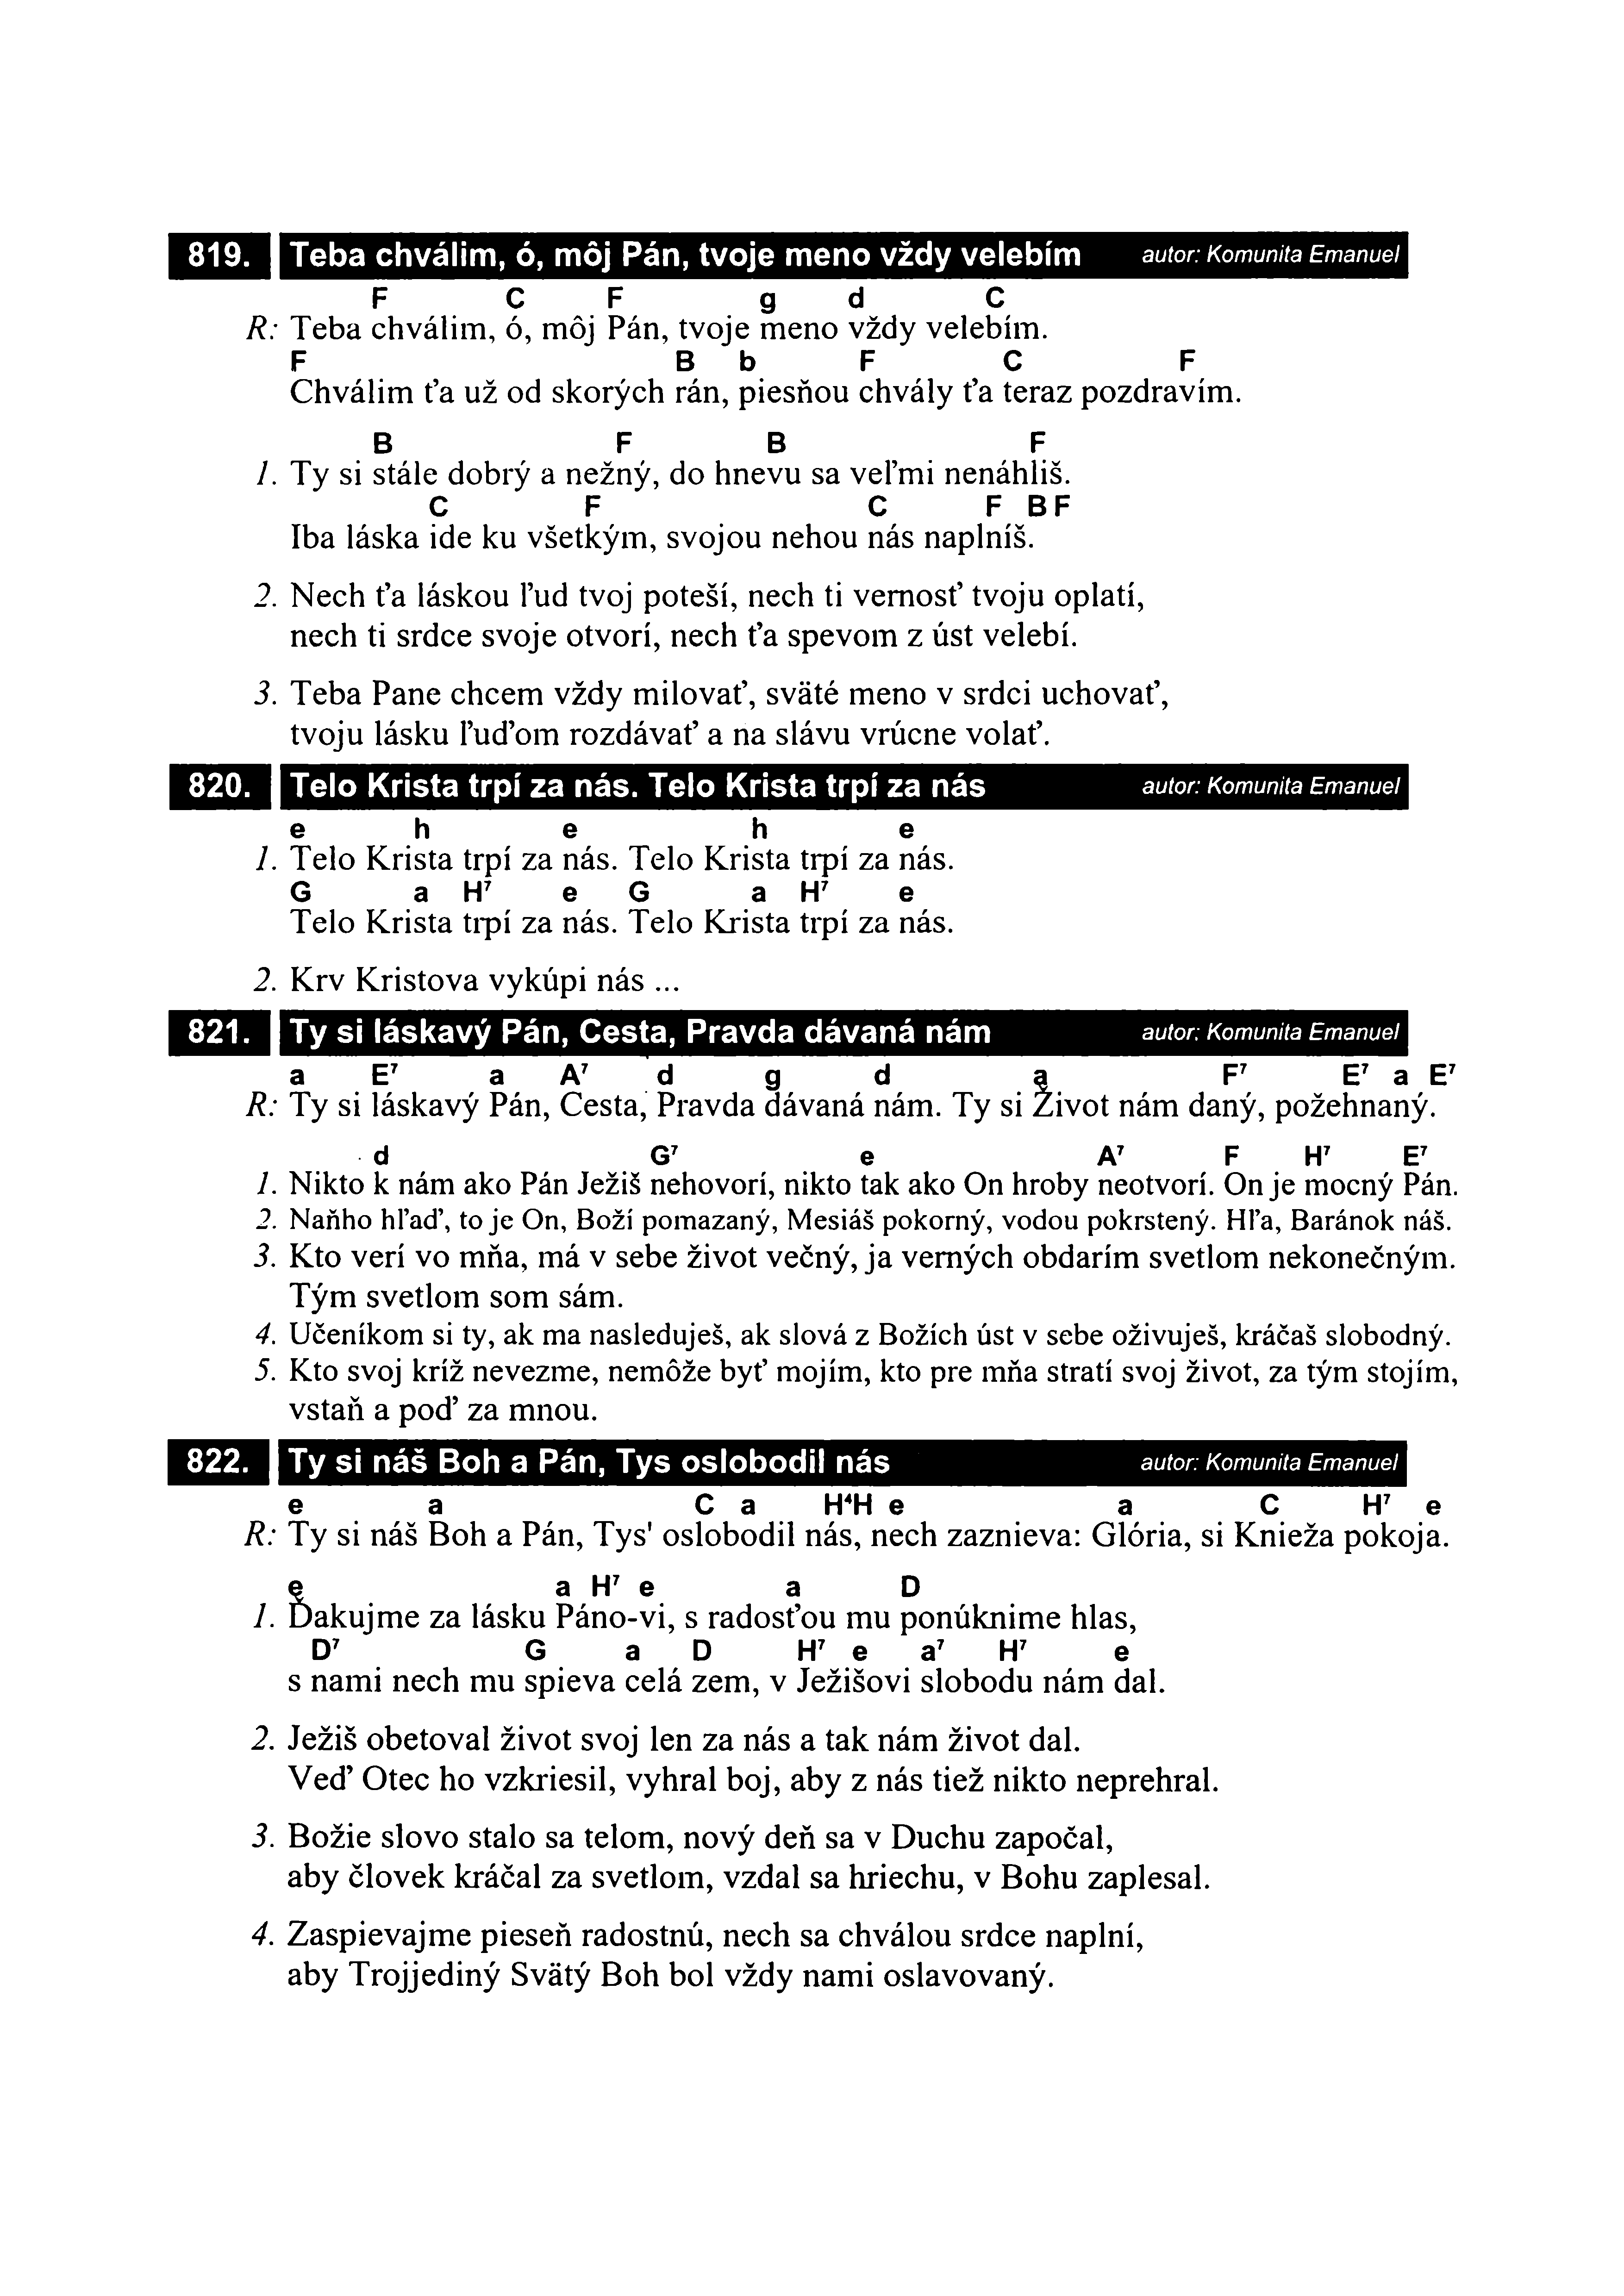 819. Teba chválim, ó, môj Pán, tvoje meno vždy velebím autor: Komunita Emanuel
F C F g d C
R: Teba chválim, ó, môj Pán, tvoje meno vždy velebím.
F B b F C F
Chválim ťa už od skorých rán, piesňou chvály ťa teraz pozdravím.
B F B F
1. Ty si stále dobrý a nežný, do hnevu sa veľmi nenáhliš.
C F C F B F
Iba láska ide ku všetkým, svojou nehou nás naplníš.
2. Nech ťa láskou ľud tvoj poteší, nech ti vernosť tvoju oplatí,
nech ti srdce svoje otvorí, nech ťa spevom z úst velebí.
3. Teba Pane chcem vždy milovať, sväté meno v srdci uchovať,
tvoju lásku ľuďom rozdávať a na slávu vrúcne volať.
820. Telo Krista trpí za nás. Telo Krista trpí za nás autor: Komunita Emanuel
e h e h e
1. Telo Krista trpí za nás. Telo Krista trpí za nás.
G a H⁷ e G a H⁷ e
Telo Krista trpí za nás. Telo Krista trpí za nás.
2. Krv Kristova vykúpi nás ...
821. Ty si láskavý Pán, Cesta, Pravda dávaná nám autor: Komunita Emanuel
a E⁷ a A⁷ d g d a F⁷ E⁷ a E⁷
R: Ty si láskavý Pán, Cesta, Pravda dávaná nám. Ty si Život nám daný, požehnaný.
d G⁷ e A⁷ F H⁷ E⁷
1. Nikto k nám ako Pán Ježiš nehovorí, nikto tak ako On hroby neotvorí. On je mocný Pán.
2. Naňho hľaď, to je On, Boží pomazaný, Mesiáš pokorný, vodou pokrstený. Hľa, Baránok náš.
3. Kto verí vo mňa, má v sebe život večný, ja verných obdarím svetlom nekonečným.
Tým svetlom som sám.
4. Učeníkom si ty, ak ma nasleduješ, ak slová z Božích úst v sebe oživuješ, kráčaš slobodný.
5. Kto svoj kríž nevezme, nemôže byť mojím, kto pre mňa stratí svoj život, za tým stojím,
vstaň a poď za mnou.
822. Ty si náš Boh a Pán, Tys oslobodil nás autor: Komunita Emanuel
e a C a H⁴H e a C H⁷ e
R: Ty si náš Boh a Pán, Tys' oslobodil nás, nech zaznieva: Glória, si Knieža pokoja.
e a H⁷ e a D
1. Ďakujme za lásku Páno-vi, s radosťou mu ponúknime hlas,
D⁷ G a D H⁷ e a⁷ H⁷ e
s nami nech mu spieva celá zem, v Ježišovi slobodu nám dal.
2. Ježiš obetoval život svoj len za nás a tak nám život dal.
Veď Otec ho vzkriesil, vyhral boj, aby z nás tiež nikto neprehral.
3. Božie slovo stalo sa telom, nový deň sa v Duchu započal,
aby človek kráčal za svetlom, vzdal sa hriechu, v Bohu zaplesal.
4. Zaspievajme pieseň radostnú, nech sa chválou srdce naplní,
aby Trojjediný Svätý Boh bol vždy nami oslavovaný.